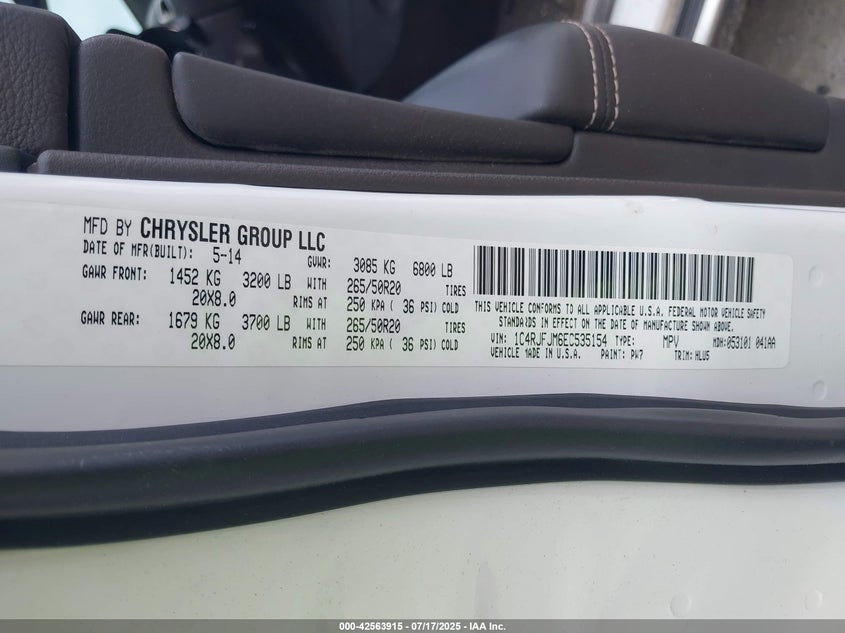 MFD BY CHRYSLER GROUP LLC
DATE OF MFR(BUILT): 5-14 GVWR: 3085 KG 6800 LB
GAWR FRONT: 1452 KG 3200 LB WITH 265/50R20 TIRES
20X8.0 RIMS AT 250 KPA ( 36 PSI) COLD
GAWR REAR: 1679 KG 3700 LB WITH 265/50R20 TIRES
20X8.0 RIMS AT 250 KPA ( 36 PSI) COLD
THIS VEHICLE CONFORMS TO ALL APPLICABLE U.S.A. FEDERAL MOTOR VEHICLE SAFETY
STANDARDS IN EFFECT ON THE DATE OF MANUFACTURE SHOWN ABOVE.
VIN: 1C4RJFJM6EC535154 TYPE: MPV MDH:053101 041AA
VEHICLE MADE IN U.S.A. PAINT: PW7 TRIM: HLU5
000-42563915 - 07/17/2025 - IAA Inc.